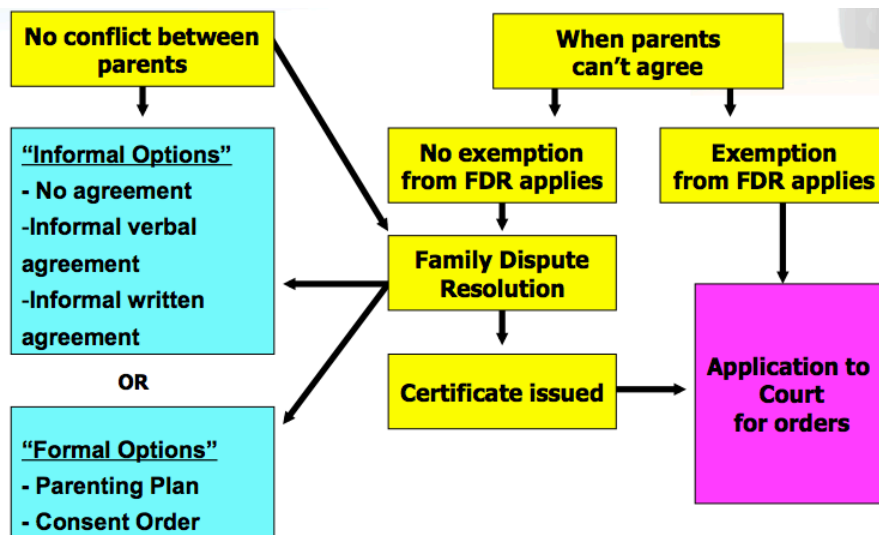 No conflict between
parents
When parents
can't agree
"Informal Options"
- No agreement
-Informal verbal
agreement
-Informal written
agreement
No exemption
from FDR applies
Exemption
from FDR applies
Family Dispute
Resolution
OR
Certificate issued
Application to
Court
for orders
"Formal Options"
- Parenting Plan
- Consent Order